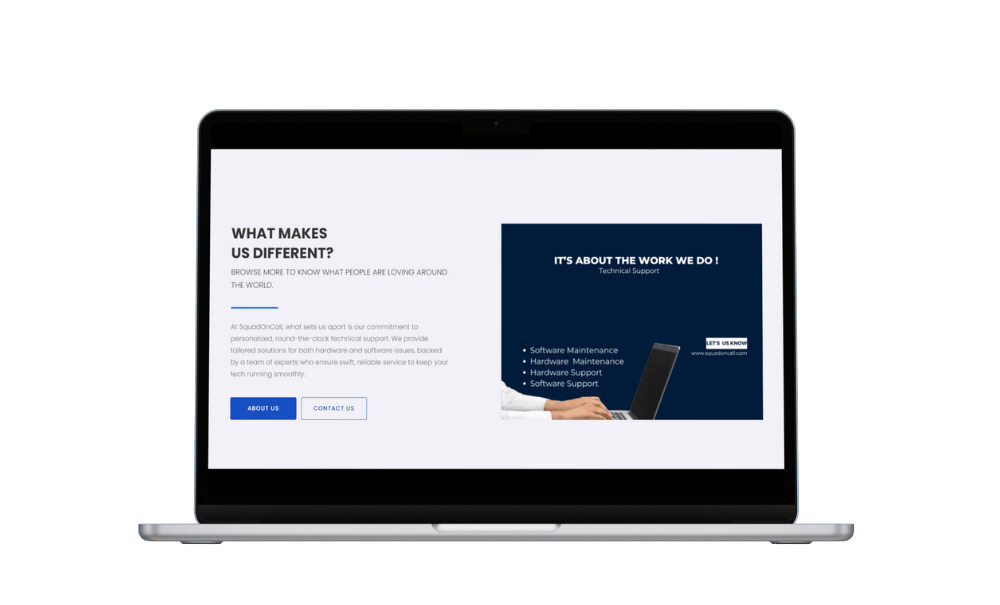 WHAT MAKES
US DIFFERENT?
BROWSE MORE TO KNOW WHAT PEOPLE ARE LOVING AROUND
THE WORLD.
At SquadOnCall, what sets us apart is our commitment to
personalized, round-the-clock technical support. We provide
tailored solutions for both hardware and software issues, backed
by a team of experts who ensure swift, reliable service to keep your
tech running smoothly.
ABOUT US
CONTACT US
IT'S ABOUT THE WORK WE DO !
Technical Support
• Software Maintenance
• Hardware Maintenance
• Hardware Support
• Software Support
LET'S US KNOW
www.squadoncall.com